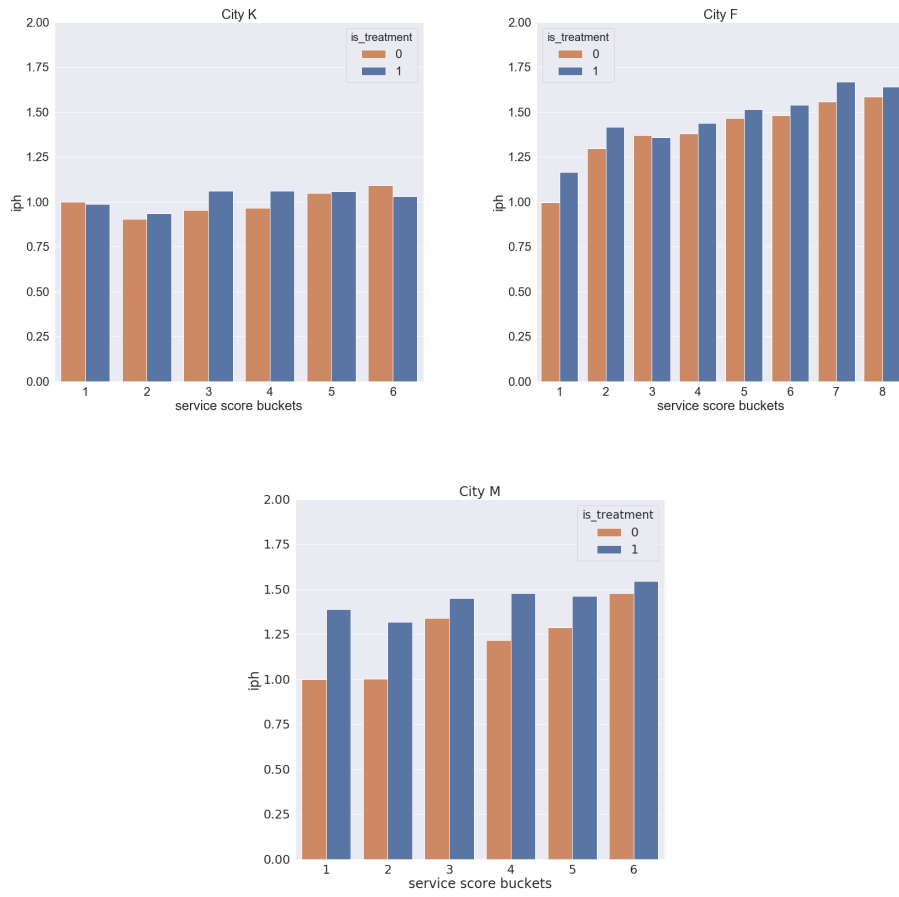 City K
is_treatment
0
1
2.00
1.75
1.50
1.25
1.00
0.75
0.50
0.25
0.00
iph
1 2 3 4 5 6
service score buckets
City F
is_treatment
0
1
2.00
1.75
1.50
1.25
1.00
0.75
0.50
0.25
0.00
iph
1 2 3 4 5 6 7 8
service score buckets
City M
is_treatment
0
1
2.00
1.75
1.50
1.25
1.00
0.75
0.50
0.25
0.00
iph
1 2 3 4 5 6
service score buckets